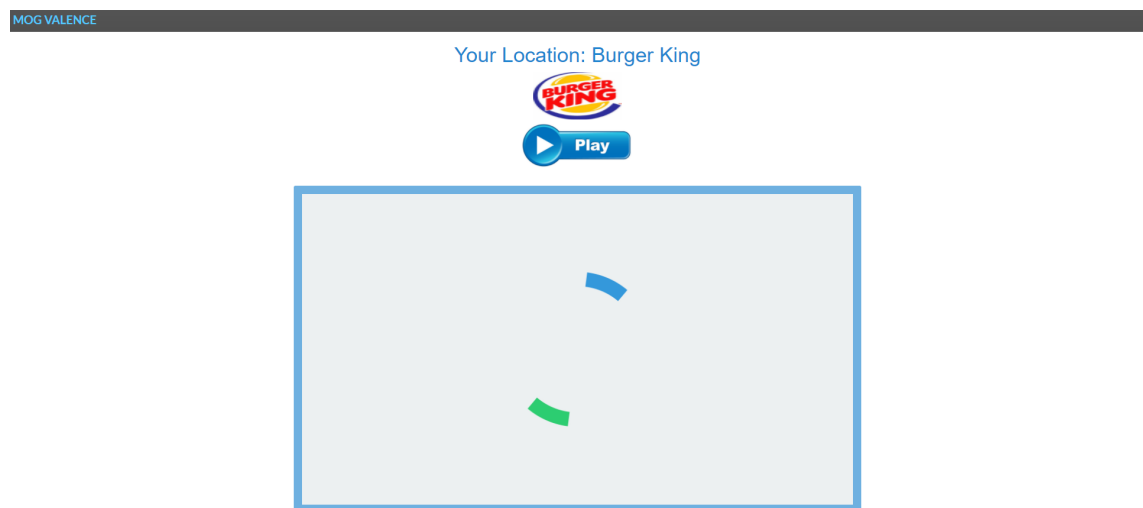 MOG VALENCE
Your Location: Burger King
BURGER
KING
Play